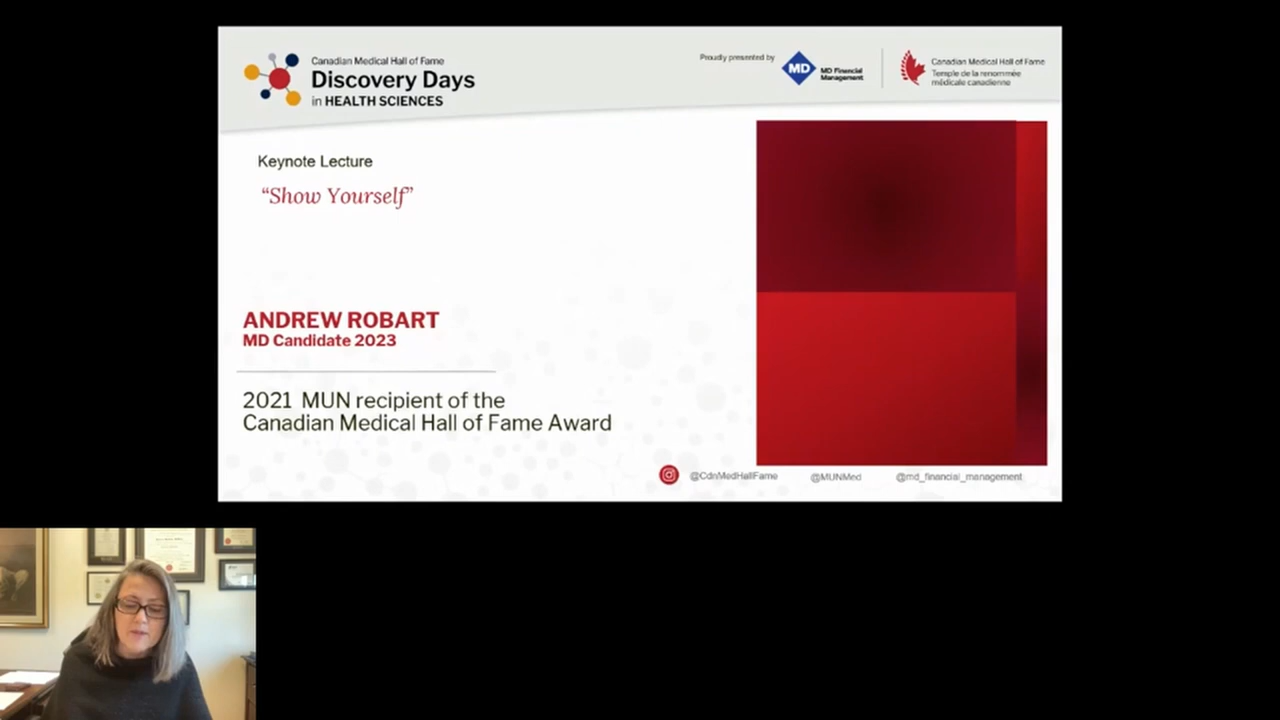 Canadian Medical Hall of Fame
Discovery Days
in HEALTH SCIENCES
Proudly presented by
MD
MD Financial
Management
Canadian Medical Hall of Fame
Temple de la renommée
médicale canadienne
Keynote Lecture
“Show Yourself”
ANDREW ROBART
MD Candidate 2023
2021 MUN recipient of the
Canadian Medical Hall of Fame Award
@CdnMedHallFame
@MUNMed
@md_financial_management